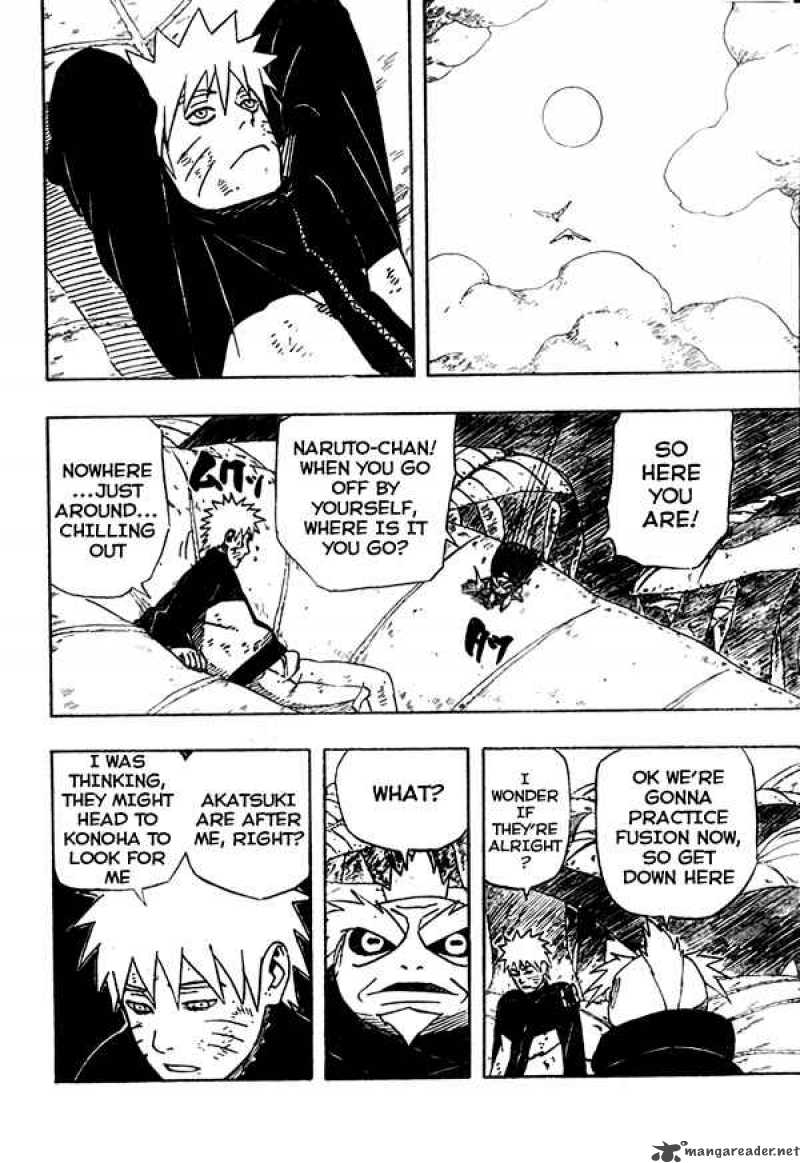 SO
HERE
YOU
ARE!
NARUTO-CHAN!
WHEN YOU GO
OFF BY
YOURSELF,
WHERE IS IT
YOU GO?
ムクッ
NOWHERE
...JUST
AROUND...
CHILLING
OUT
OK WE'RE
GONNA
PRACTICE
FUSION NOW,
SO GET
DOWN HERE
I
WONDER
IF
THEY'RE
ALRIGHT
?
WHAT?
AKATSUKI
ARE AFTER
ME, RIGHT?
I WAS
THINKING,
THEY MIGHT
HEAD TO
KONOHA TO
LOOK FOR
ME
mangareader.net